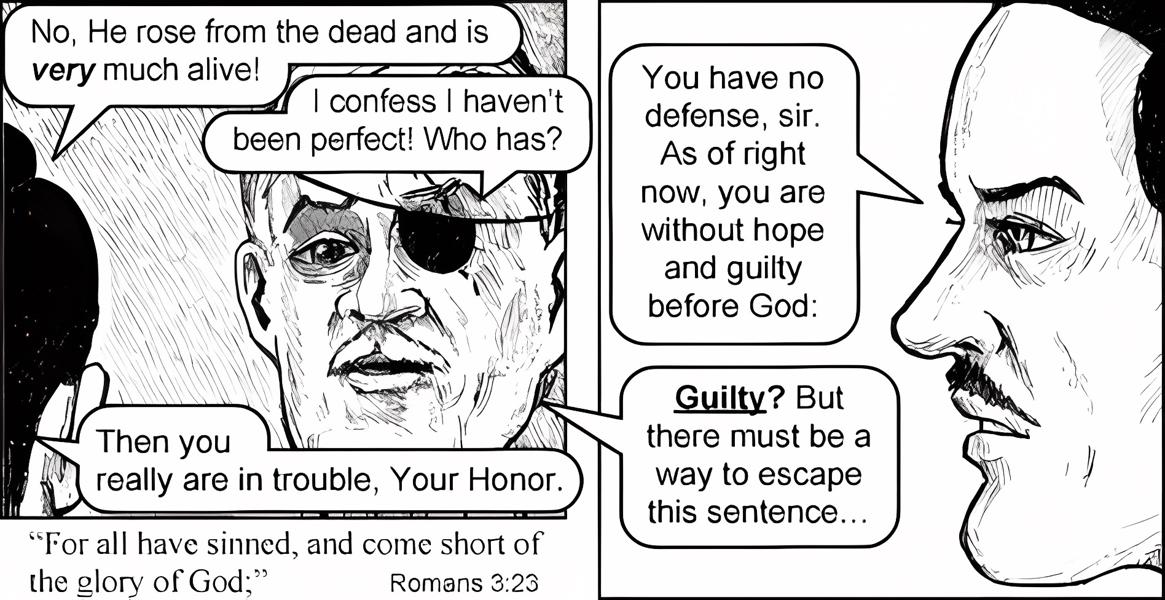 No, He rose from the dead and is
very much alive!
I confess I haven't
been perfect! Who has?
Then you
really are in trouble, Your Honor.
“For all have sinned, and come short of
the glory of God;” Romans 3:23
You have no
defense, sir.
As of right
now, you are
without hope
and guilty
before God:
Guilty? But
there must be a
way to escape
this sentence...